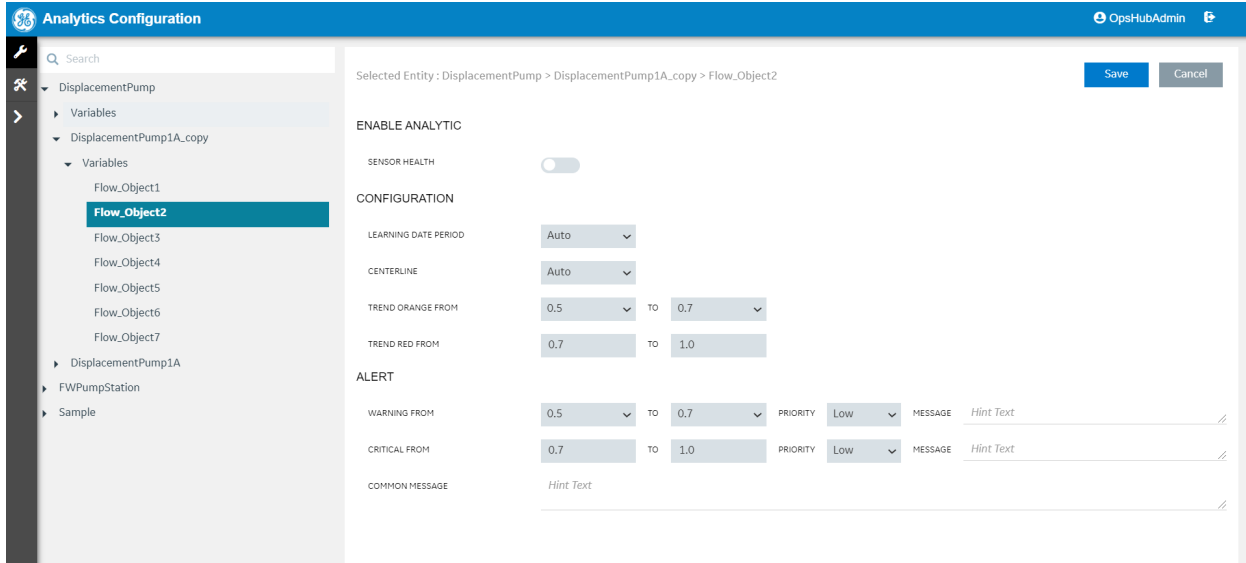 Analytics Configuration
OpsHubAdmin
Search
DisplacementPump
Variables
DisplacementPump1A_copy
Variables
Flow_Object1
Flow_Object2
Flow_Object3
Flow_Object4
Flow_Object5
Flow_Object6
Flow_Object7
DisplacementPump1A
FWPumpStation
Sample
Selected Entity : DisplacementPump > DisplacementPump1A_copy > Flow_Object2
Save Cancel
ENABLE ANALYTIC
SENSOR HEALTH
CONFIGURATION
LEARNING DATE PERIOD Auto
CENTERLINE Auto
TREND ORANGE FROM 0.5 TO 0.7
TREND RED FROM 0.7 TO 1.0
ALERT
WARNING FROM 0.5 TO 0.7 PRIORITY Low MESSAGE Hint Text
CRITICAL FROM 0.7 TO 1.0 PRIORITY Low MESSAGE Hint Text
COMMON MESSAGE Hint Text